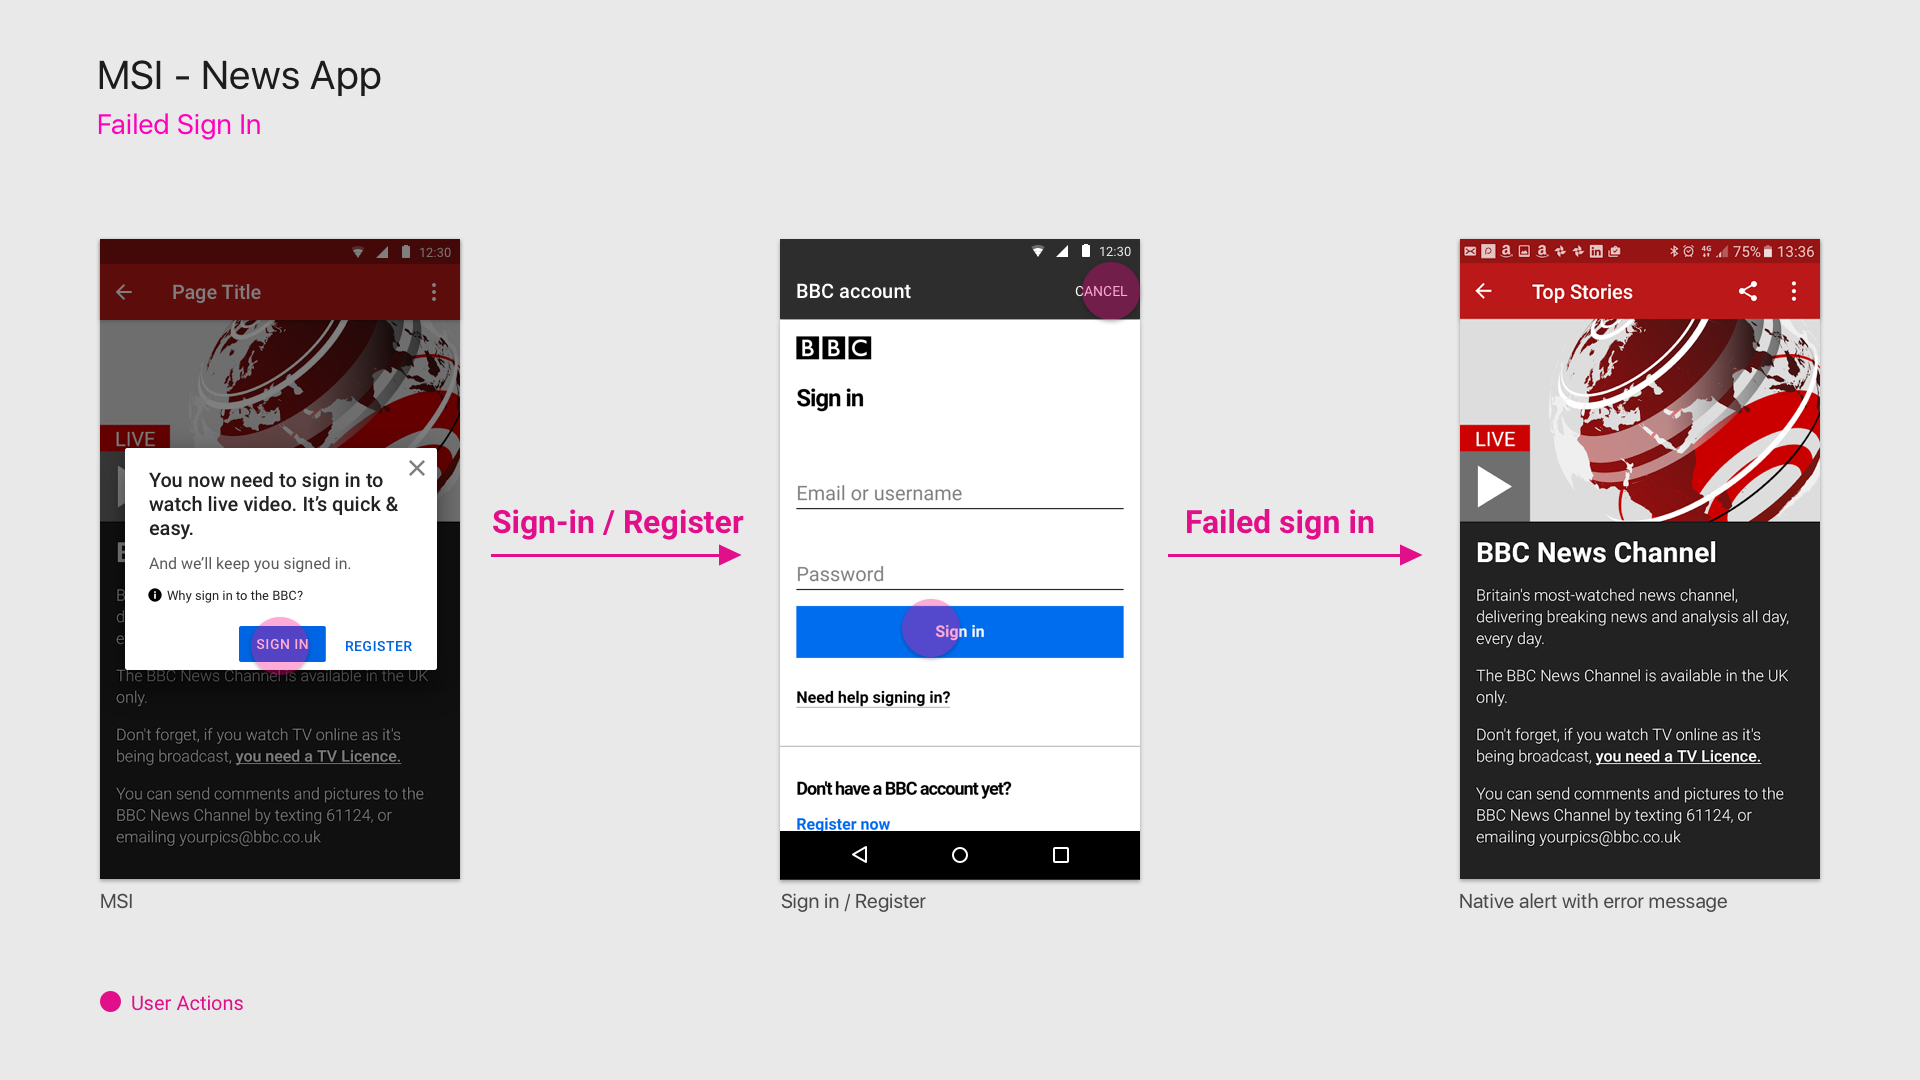 MSI - News App
Failed Sign In
12:30
Page Title
LIVE
You now need to sign in to
watch live video. It's quick &
easy.
And we'll keep you signed in.
Why sign in to the BBC?
SIGN IN
REGISTER
The BBC News Channel is available in the UK
only.
Don't forget, if you watch TV online as it's
being broadcast, you need a TV Licence.
You can send comments and pictures to the
BBC News Channel by texting 61124, or
emailing yourpics@bbc.co.uk
MSI
Sign-in / Register
12:30
BBC account
CANCEL
BBC
Sign in
Email or username
Password
Sign in
Need help signing in?
Don't have a BBC account yet?
Register now
Sign in / Register
Failed sign in
4G 75% 13:36
Top Stories
LIVE
BBC News Channel
Britain's most-watched news channel,
delivering breaking news and analysis all day,
every day.
The BBC News Channel is available in the UK
only.
Don't forget, if you watch TV online as it's
being broadcast, you need a TV Licence.
You can send comments and pictures to the
BBC News Channel by texting 61124, or
emailing yourpics@bbc.co.uk
Native alert with error message
User Actions